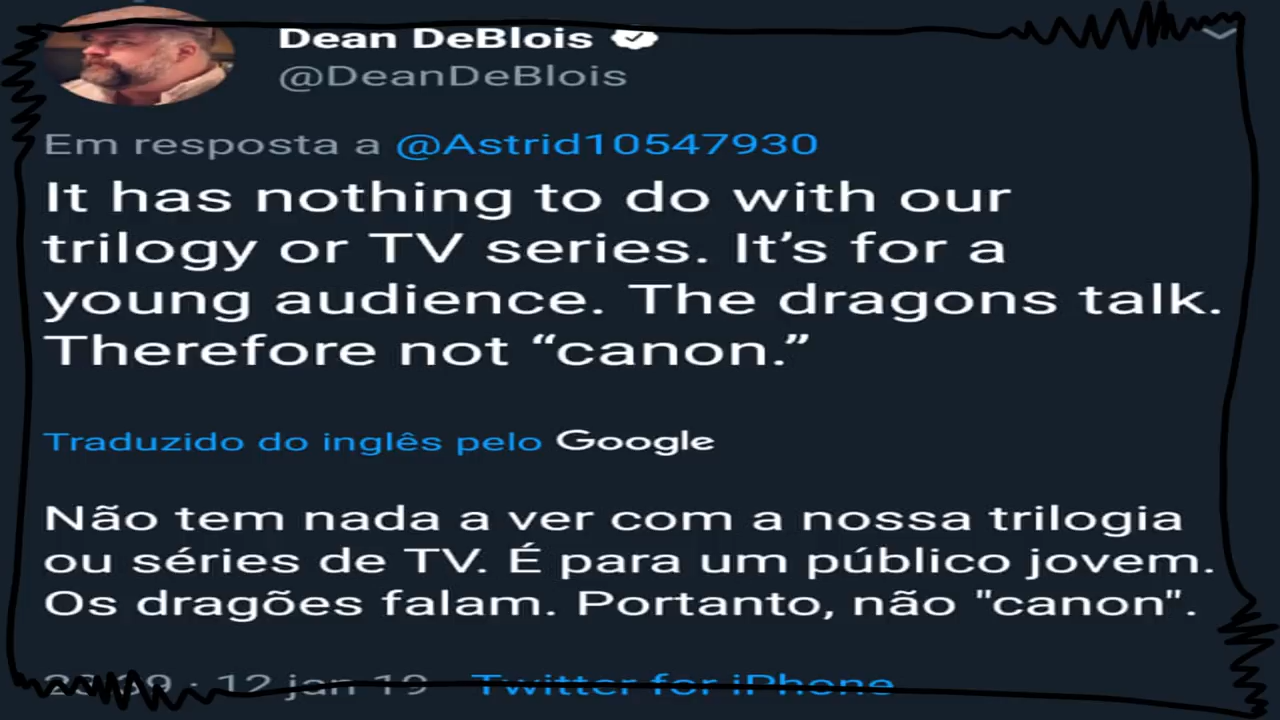 Dean DeBlois
@DeanDeBlois
Em resposta a @Astrid10547930
It has nothing to do with our
trilogy or TV series. It’s for a
young audience. The dragons talk.
Therefore not “canon.”
Traduzido do inglês pelo Google
Não tem nada a ver com a nossa trilogia
ou séries de TV. É para um público jovem.
Os dragões falam. Portanto, não "canon".
· 12 jan 19 Twitter for iPhone